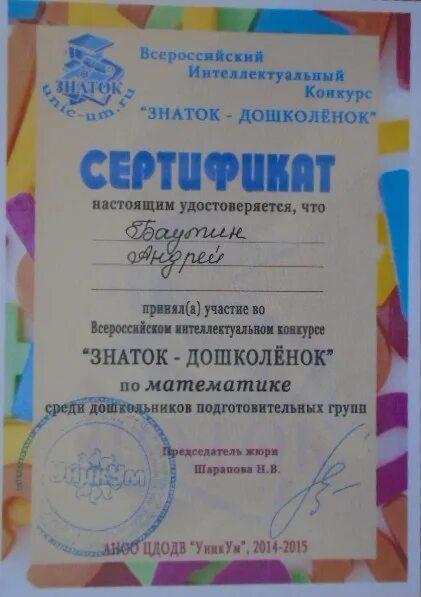 Всероссийский
Интеллектуальный
Конкурс
"ЗНАТОК - ДОШКОЛЁНОК"
ЗНАТОК
unic-um.ru
СЕРТИФИКАТ
настоящим удостоверяется, что
Баутин
Андрей
принял(а) участие во
Всероссийском интеллектуальном конкурсе
"ЗНАТОК - ДОШКОЛЁНОК"
по математике
среди дошкольников подготовительных групп
Председатель жюри
Шарапова Н.В.
УникУм
АНОО ЦДОДВ "УникУм", 2014-2015